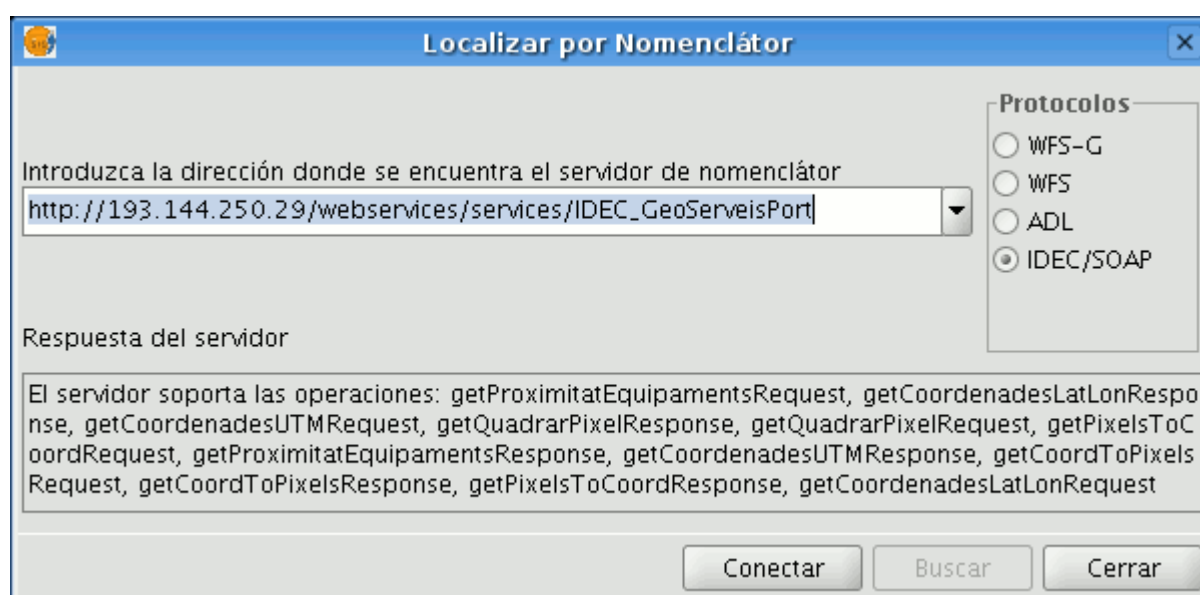 Localizar por Nomenclátor
Protocolos
WFS-G
Introduzca la dirección donde se encuentra el servidor de nomenclátor
WFS
http://193.144.250.29/webservices/services/IDEC_GeoServeisPort
ADL
IDEC/SOAP
Respuesta del servidor
El servidor soporta las operaciones: getProximitatEquipamentsRequest, getCoordenadesLatLonRespo
nse, getCoordenadesUTMRequest, getQuadrarPixelResponse, getQuadrarPixelRequest, getPixelsToC
oordRequest, getProximitatEquipamentsResponse, getCoordenadesUTMResponse, getCoordToPixels
Request, getCoordToPixelsResponse, getPixelsToCoordResponse, getCoordenadesLatLonRequest
Conectar
Buscar
Cerrar